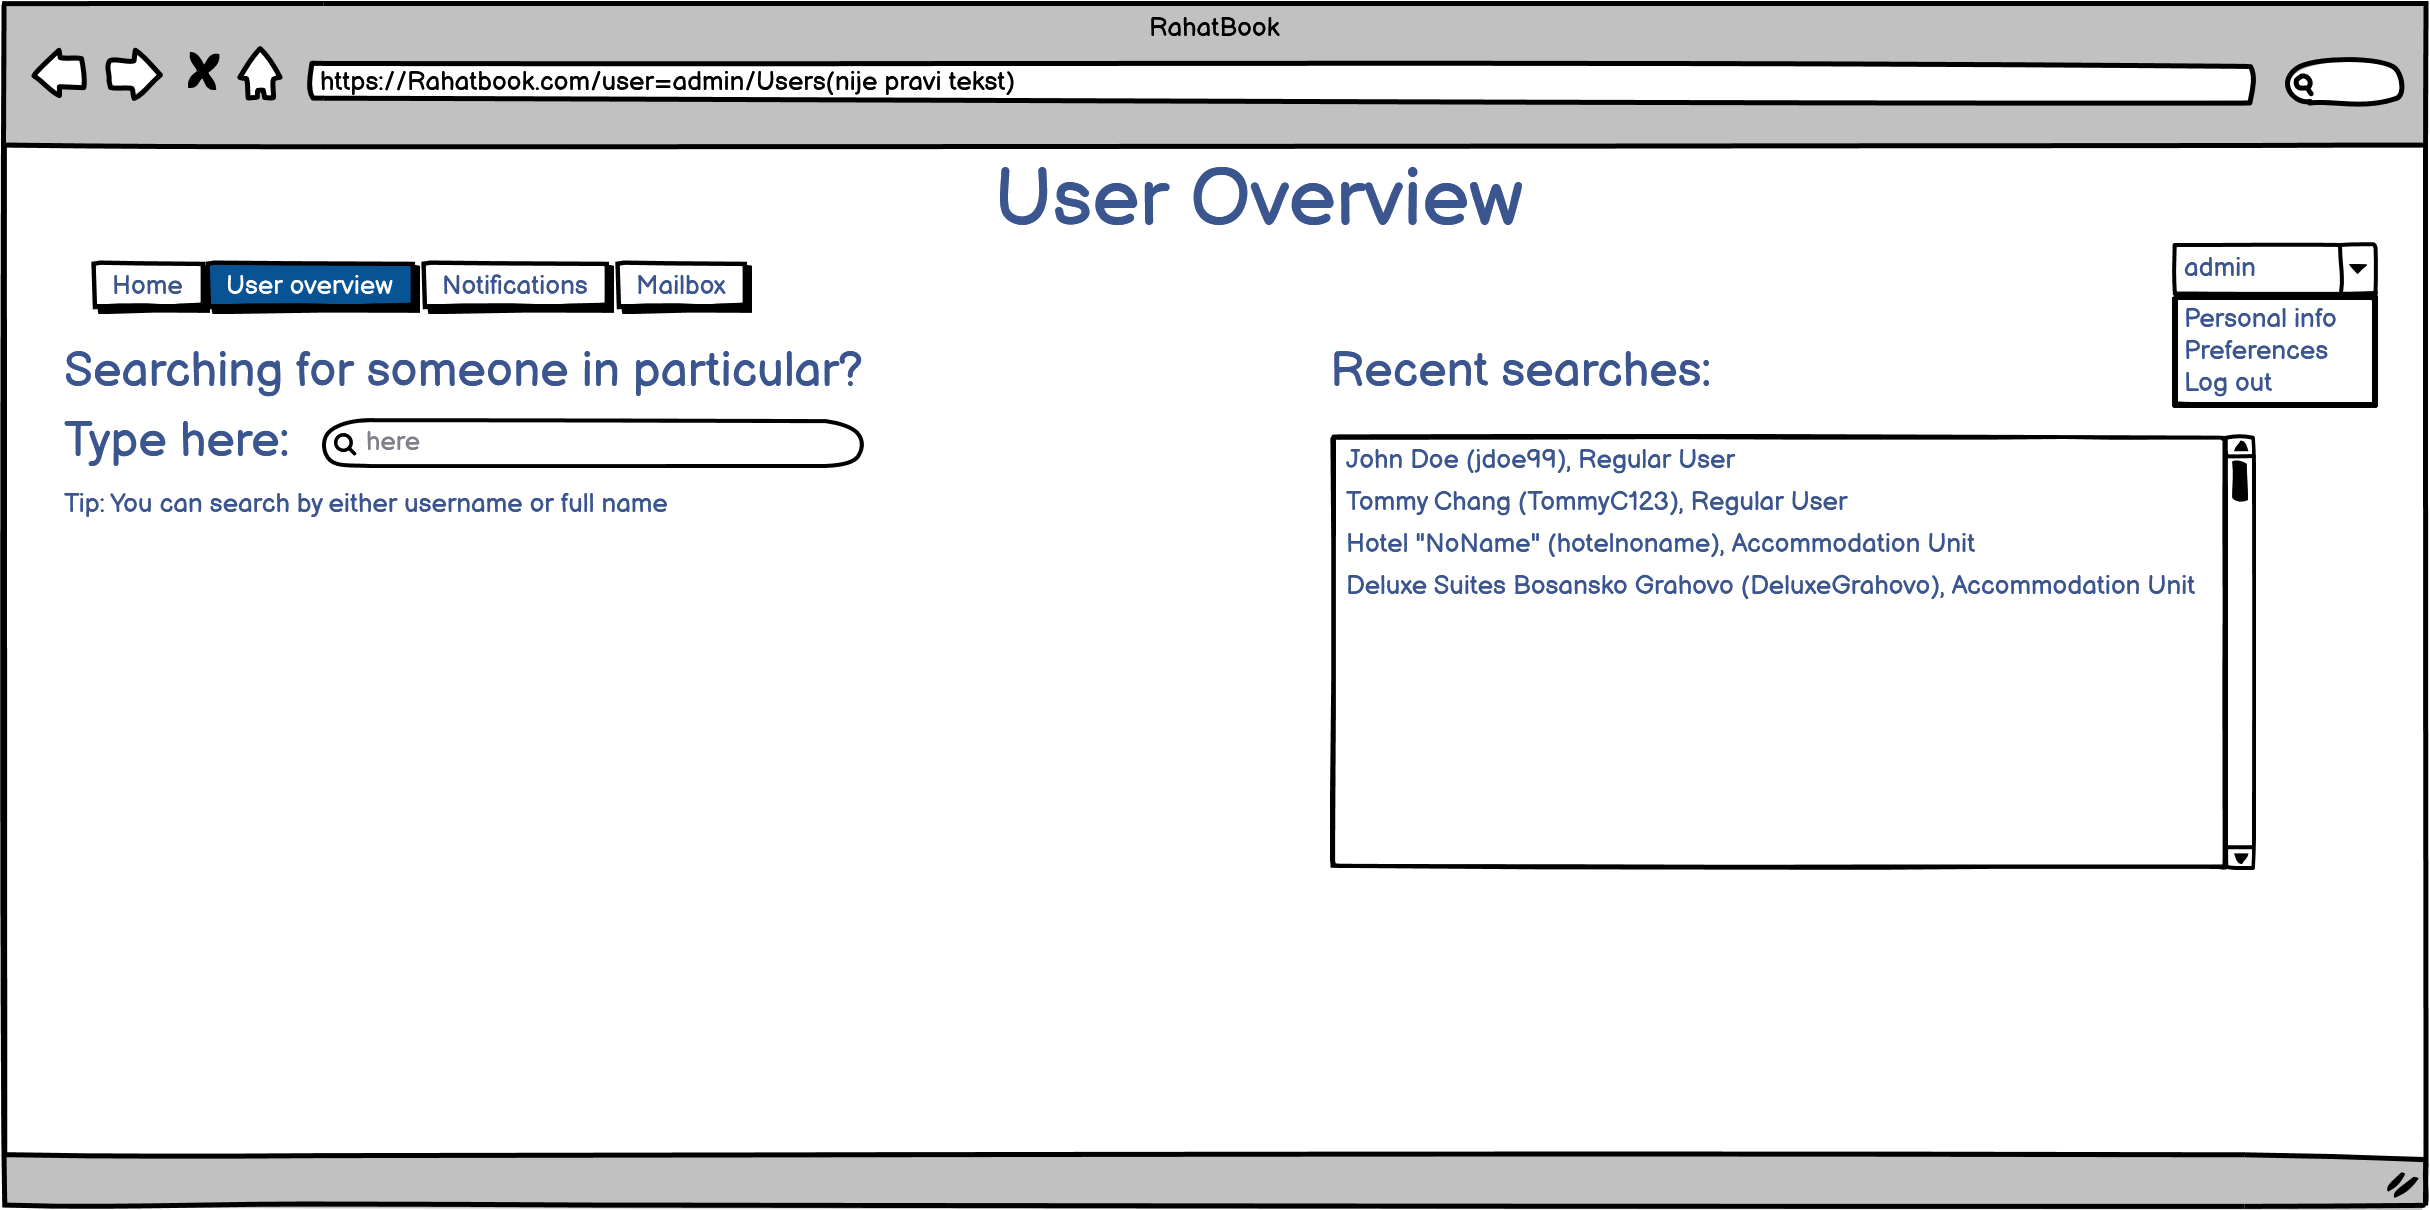 RahatBook
https://Rahatbook.com/user=admin/Users(nije pravi tekst)
User Overview
Home
User overview
Notifications
Mailbox
admin
Personal info
Preferences
Log out
Searching for someone in particular?
Type here:
here
Tip: You can search by either username or full name
Recent searches:
John Doe (jdoe99), Regular User
Tommy Chang (TommyC123), Regular User
Hotel "NoName" (hotelnoname), Accommodation Unit
Deluxe Suites Bosansko Grahovo (DeluxeGrahovo), Accommodation Unit